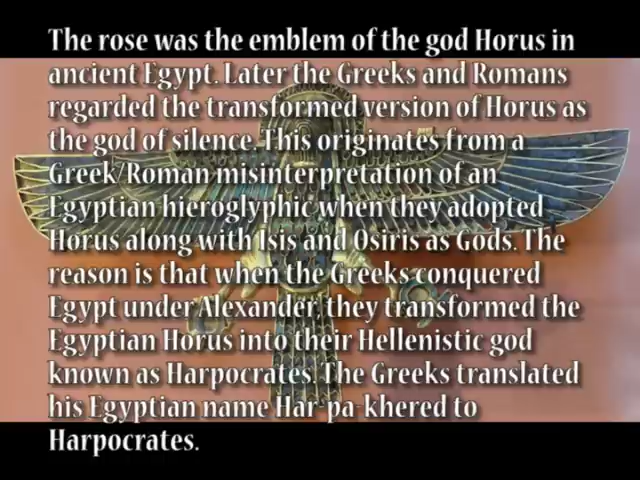 The rose was the emblem of the god Horus in
ancient Egypt. Later the Greeks and Romans
regarded the transformed version of Horus as
the god of silence. This originates from a
Greek/Roman misinterpretation of an
Egyptian hieroglyphic when they adopted
Horus along with Isis and Osiris as Gods. The
reason is that when the Greeks conquered
Egypt under Alexander, they transformed the
Egyptian Horus into their Hellenistic god
known as Harpocrates. The Greeks translated
his Egyptian name Har-pa-khered to
Harpocrates.